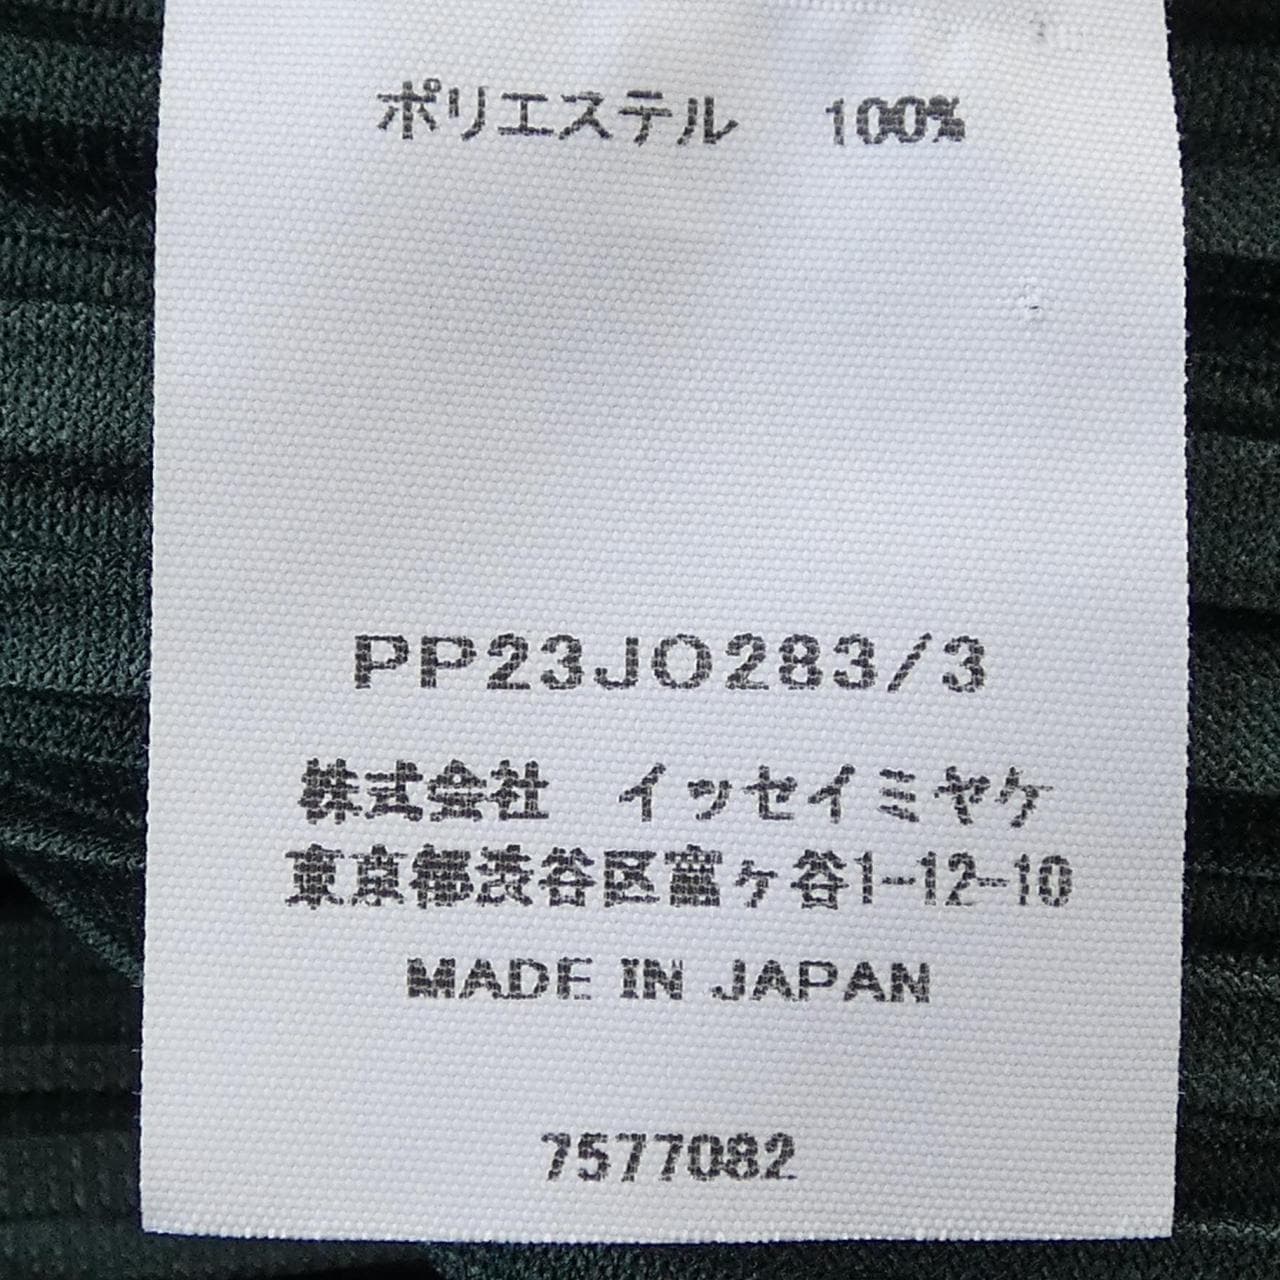 ポリエステル 100%
PP23JO283/3
株式会社 イッセイミヤケ
東京都渋谷区富ヶ谷1-12-10
MADE IN JAPAN
7577082